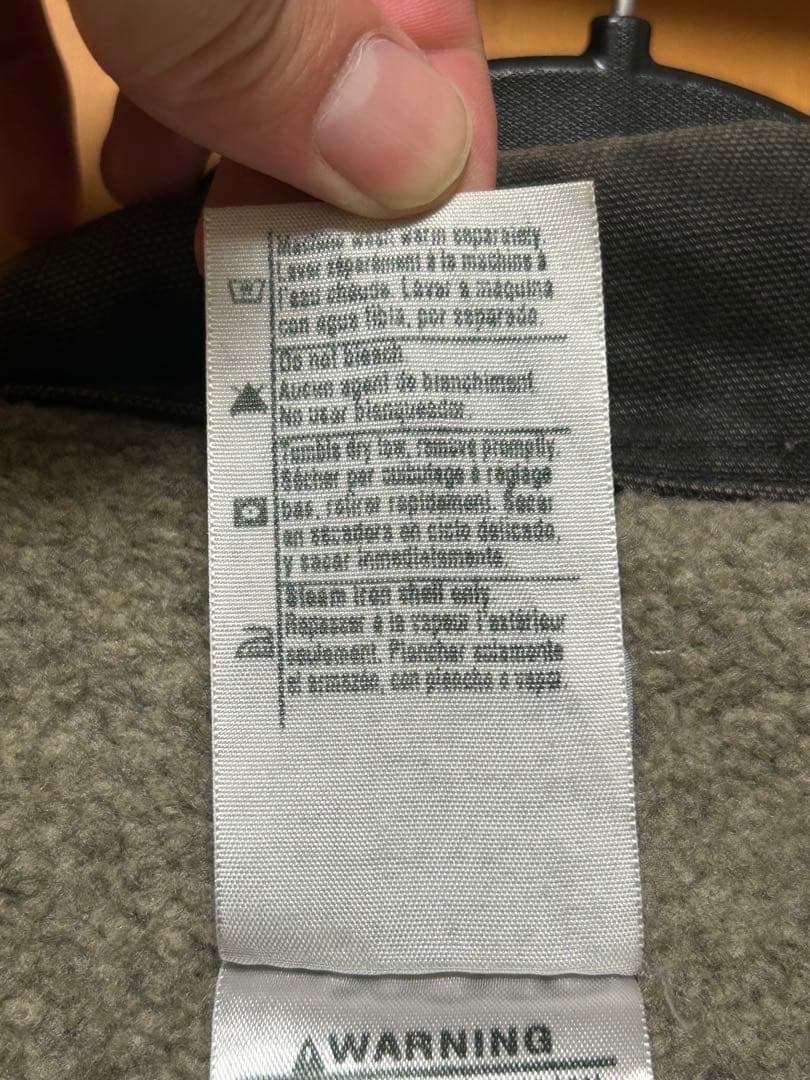 Machine wash warm separately.
Laver séparément à la machine à
l'eau chaude. Lavar a máquina
con agua tibia, por separado.
Do not bleach.
Aucun agent de blanchiment.
No usar blanqueador.
Tumble dry low, remove promptly.
Sécher par culbutage à réglage
bas, retirer rapidement. Secar
en secadora en ciclo delicado,
y sacar inmediatamente.
Steam iron shell only.
Repasser à la vapeur l'extérieur
seulement. Planchar solamente
el armazón, con plancha a vapor.
WARNING